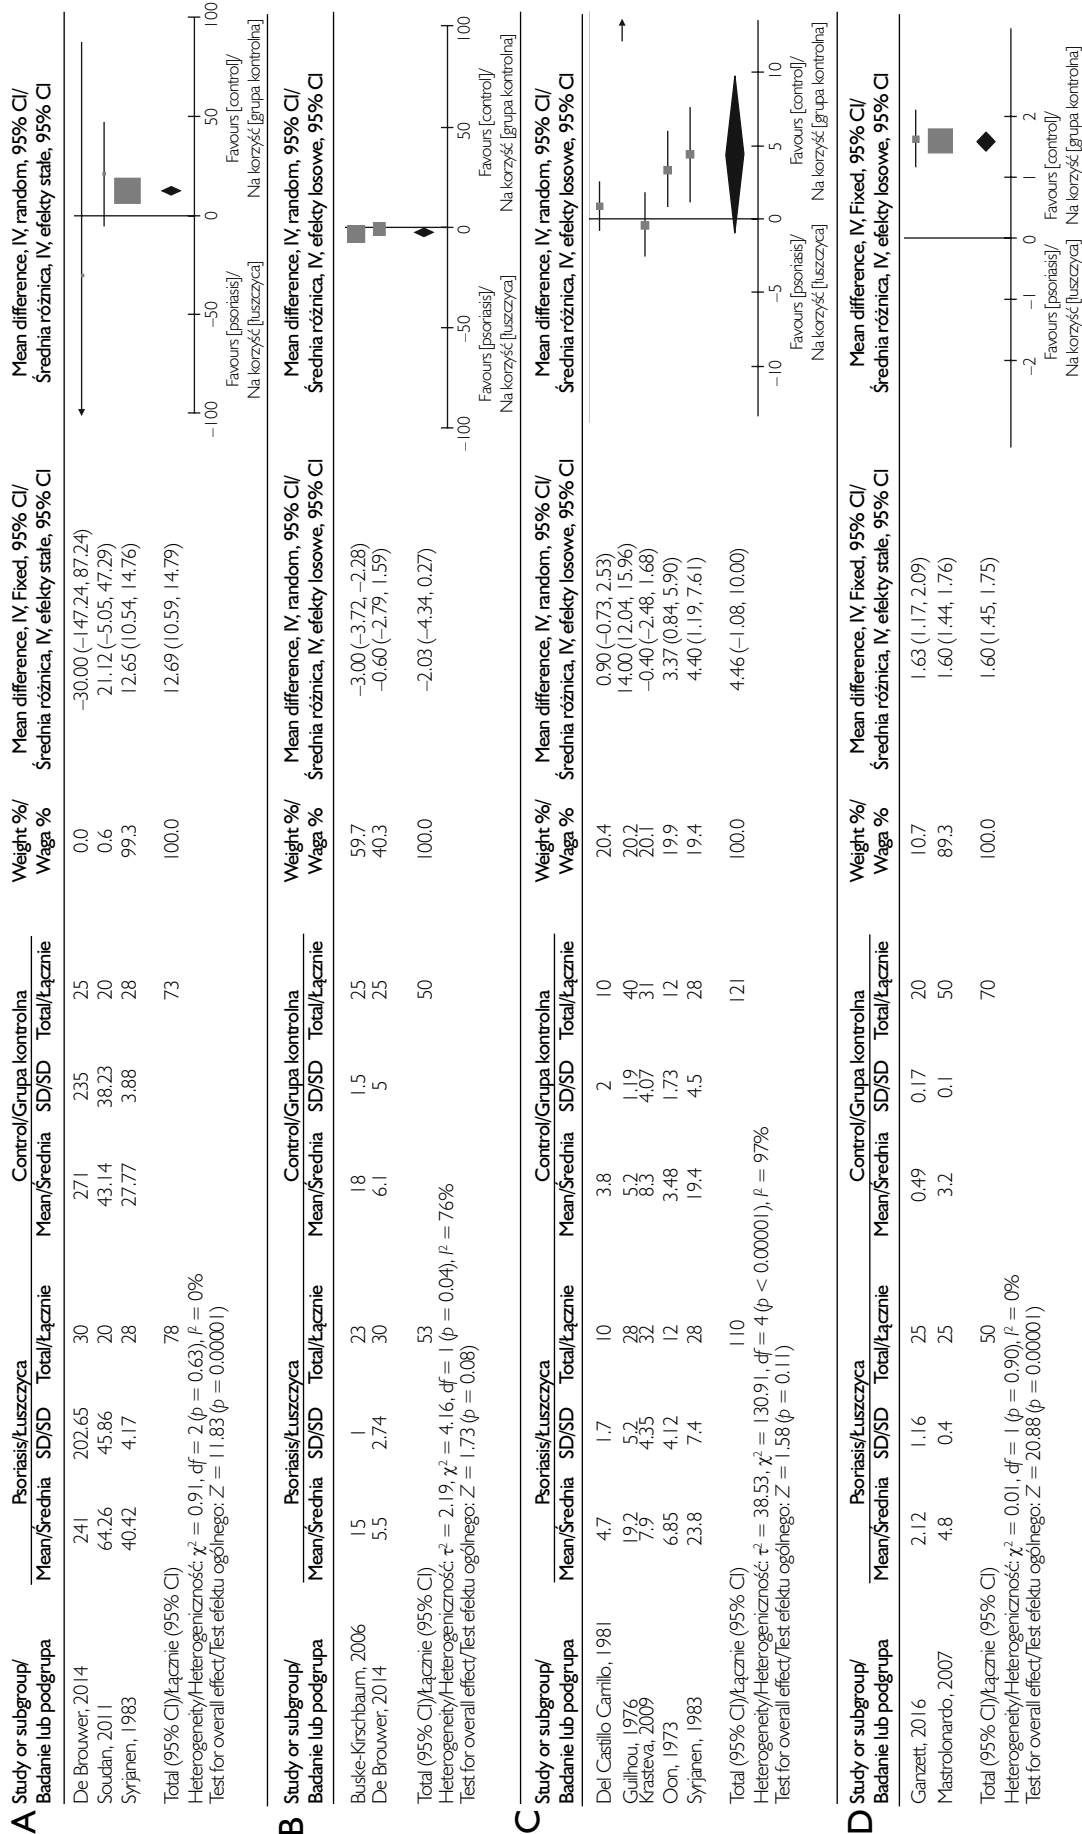 A
Study or subgroup/ Psoriasis/Łuszczyca Control/Grupa kontrolna Weight %/ Mean difference, IV, Fixed, 95% CI/ Mean difference, IV, random, 95% CI/
Badanie lub podgrupa Mean/Średnia SD/SD Total/Łącznie Mean/Średnia SD/SD Total/Łącznie Waga % Średnia różnica, IV, efekty stałe, 95% CI Średnia różnica, IV, efekty stałe, 95% CI
De Brouwer, 2014 241 202.65 30 271 235 25 0.0 –30.00 (–147.24, 87.24)
Soudan, 2011 64.26 45.86 20 43.14 38.23 20 0.6 21.12 (–5.05, 47.29)
Syrjanen, 1983 40.42 4.17 28 27.77 3.88 28 99.3 12.65 (10.54, 14.76)
Total (95% CI)/Łącznie (95% CI) 78 73 100.0 12.69 (10.59, 14.79)
Heterogeneity/Heterogeniczność: χ² = 0.91, df = 2 (p = 0.63), I² = 0%
Test for overall effect/Test efektu ogólnego: Z = 11.83 (p = 0.00001)
–100 –50 0 50 100
Favours [psoriasis]/ Favours [control]/
Na korzyść [łuszczyca] Na korzyść [grupa kontrolna]
B
Study or subgroup/ Psoriasis/Łuszczyca Control/Grupa kontrolna Weight %/ Mean difference, IV, random, 95% CI/ Mean difference, IV, random, 95% CI/
Badanie lub podgrupa Mean/Średnia SD/SD Total/Łącznie Mean/Średnia SD/SD Total/Łącznie Waga % Średnia różnica, IV, efekty losowe, 95% CI Średnia różnica, IV, efekty losowe, 95% CI
Buske-Kirschbaum, 2006 15 1 23 18 1.5 25 59.7 –3.00 (–3.72, –2.28)
De Brouwer, 2014 5.5 2.74 30 6.1 5 25 40.3 –0.60 (–2.79, 1.59)
Total (95% CI)/Łącznie (95% CI) 53 50 100.0 –2.03 (–4.34, 0.27)
Heterogeneity/Heterogeniczność: τ² = 2.19, χ² = 4.16, df = 1 (p = 0.04), I² = 76%
Test for overall effect/Test efektu ogólnego: Z = 1.73 (p = 0.08)
–100 –50 0 50 100
Favours [psoriasis]/ Favours [control]/
Na korzyść [łuszczyca] Na korzyść [grupa kontrolna]
C
Study or subgroup/ Psoriasis/Łuszczyca Control/Grupa kontrolna Weight %/ Mean difference, IV, random, 95% CI/ Mean difference, IV, random, 95% CI/
Badanie lub podgrupa Mean/Średnia SD/SD Total/Łącznie Mean/Średnia SD/SD Total/Łącznie Waga % Średnia różnica, IV, efekty losowe, 95% CI Średnia różnica, IV, efekty losowe, 95% CI
Del Castillo Carrillo, 1981 4.7 1.7 10 3.8 2 10 20.4 0.90 (–0.73, 2.53)
Guilhou, 1976 19.2 5.2 28 5.2 1.19 40 20.2 14.00 (12.04, 15.96)
Krasteva, 2009 7.9 4.35 32 8.3 4.07 31 20.1 –0.40 (–2.48, 1.68)
Oon, 1973 6.85 4.12 12 3.48 1.73 12 19.9 3.37 (0.84, 5.90)
Syrjanen, 1983 23.8 7.4 28 19.4 4.5 28 19.4 4.40 (1.19, 7.61)
Total (95% CI)/Łącznie (95% CI) 110 121 100.0 4.46 (–1.08, 10.00)
Heterogeneity/Heterogeniczność: τ² = 38.53, χ² = 130.91, df = 4 (p < 0.00001), I² = 97%
Test for overall effect/Test efektu ogólnego: Z = 1.58 (p = 0.11)
–10 –5 0 5 10
Favours [psoriasis]/ Favours [control]/
Na korzyść [łuszczyca] Na korzyść [grupa kontrolna]
D
Study or subgroup/ Psoriasis/Łuszczyca Control/Grupa kontrolna Weight %/ Mean difference, IV, Fixed, 95% CI/ Mean difference, IV, Fixed, 95% CI/
Badanie lub podgrupa Mean/Średnia SD/SD Total/Łącznie Mean/Średnia SD/SD Total/Łącznie Waga % Średnia różnica, IV, efekty stałe, 95% CI Średnia różnica, IV, efekty losowe, 95% CI
Ganzett, 2016 2.12 1.16 25 0.49 0.17 20 10.7 1.63 (1.17, 2.09)
Mastrolonardo, 2007 4.8 0.4 25 3.2 0.1 50 89.3 1.60 (1.44, 1.76)
Total (95% CI)/Łącznie (95% CI) 50 70 100.0 1.60 (1.45, 1.75)
Heterogeneity/Heterogeniczność: χ² = 0.01, df = 1 (p = 0.90), I² = 0%
Test for overall effect/Test efektu ogólnego: Z = 20.88 (p = 0.00001)
–2 –1 0 1 2
Favours [psoriasis]/ Favours [control]/
Na korzyść [łuszczyca] Na korzyść [grupa kontrolna]